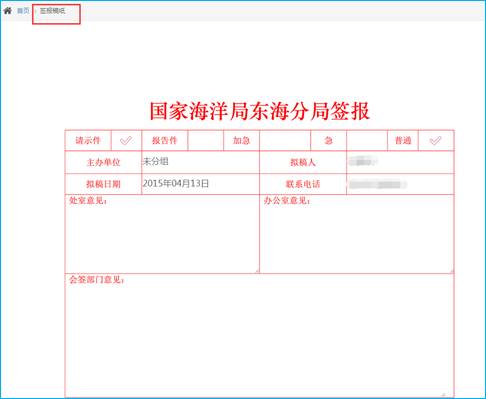 首页 › 签报稿纸
国家海洋局东海分局签报
请示件 报告件 加急 急 普通
主办单位 未分组 拟稿人
拟稿日期 2015年04月13日 联系电话
处室意见： 办公室意见：
会签部门意见：